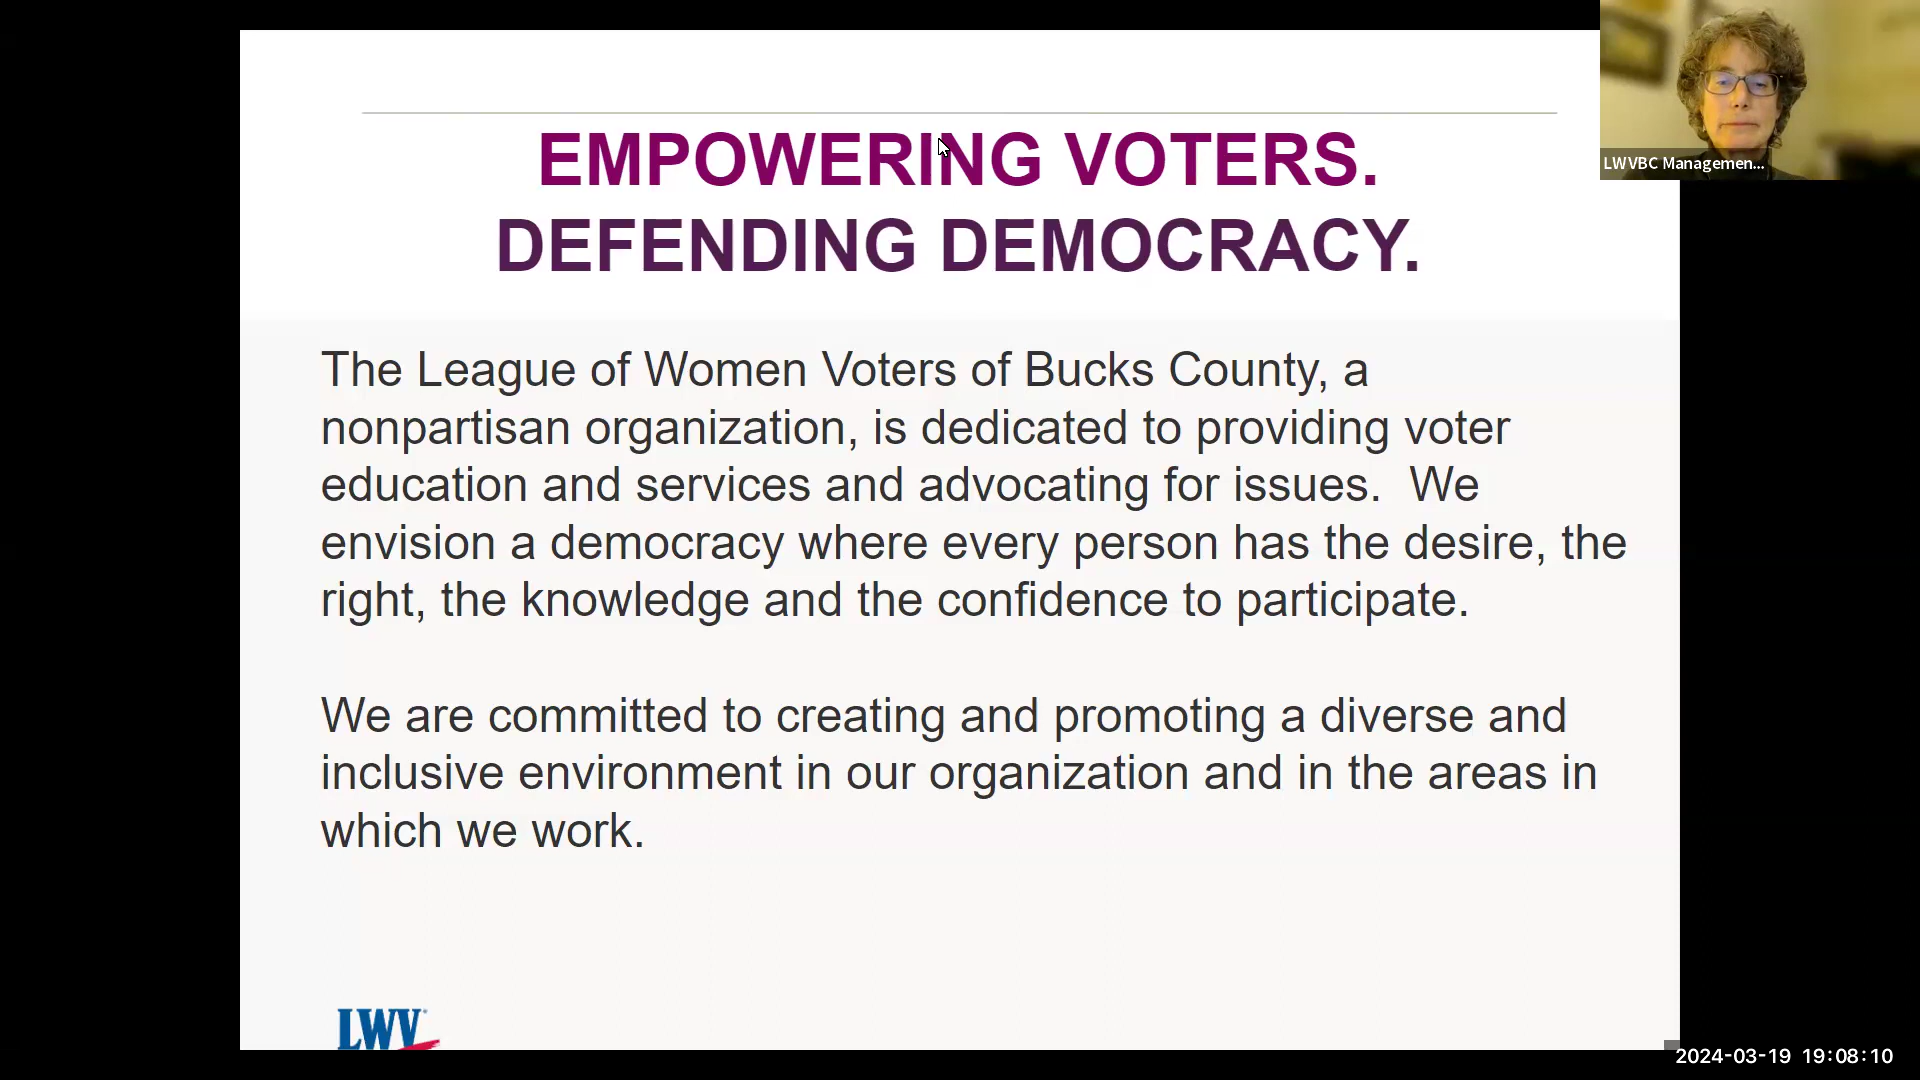 EMPOWERING VOTERS.
DEFENDING DEMOCRACY.
The League of Women Voters of Bucks County, a
nonpartisan organization, is dedicated to providing voter
education and services and advocating for issues.  We
envision a democracy where every person has the desire, the
right, the knowledge and the confidence to participate.
We are committed to creating and promoting a diverse and
inclusive environment in our organization and in the areas in
which we work.
LWV
LWVBC Managemen...
2024-03-19 19:08:10